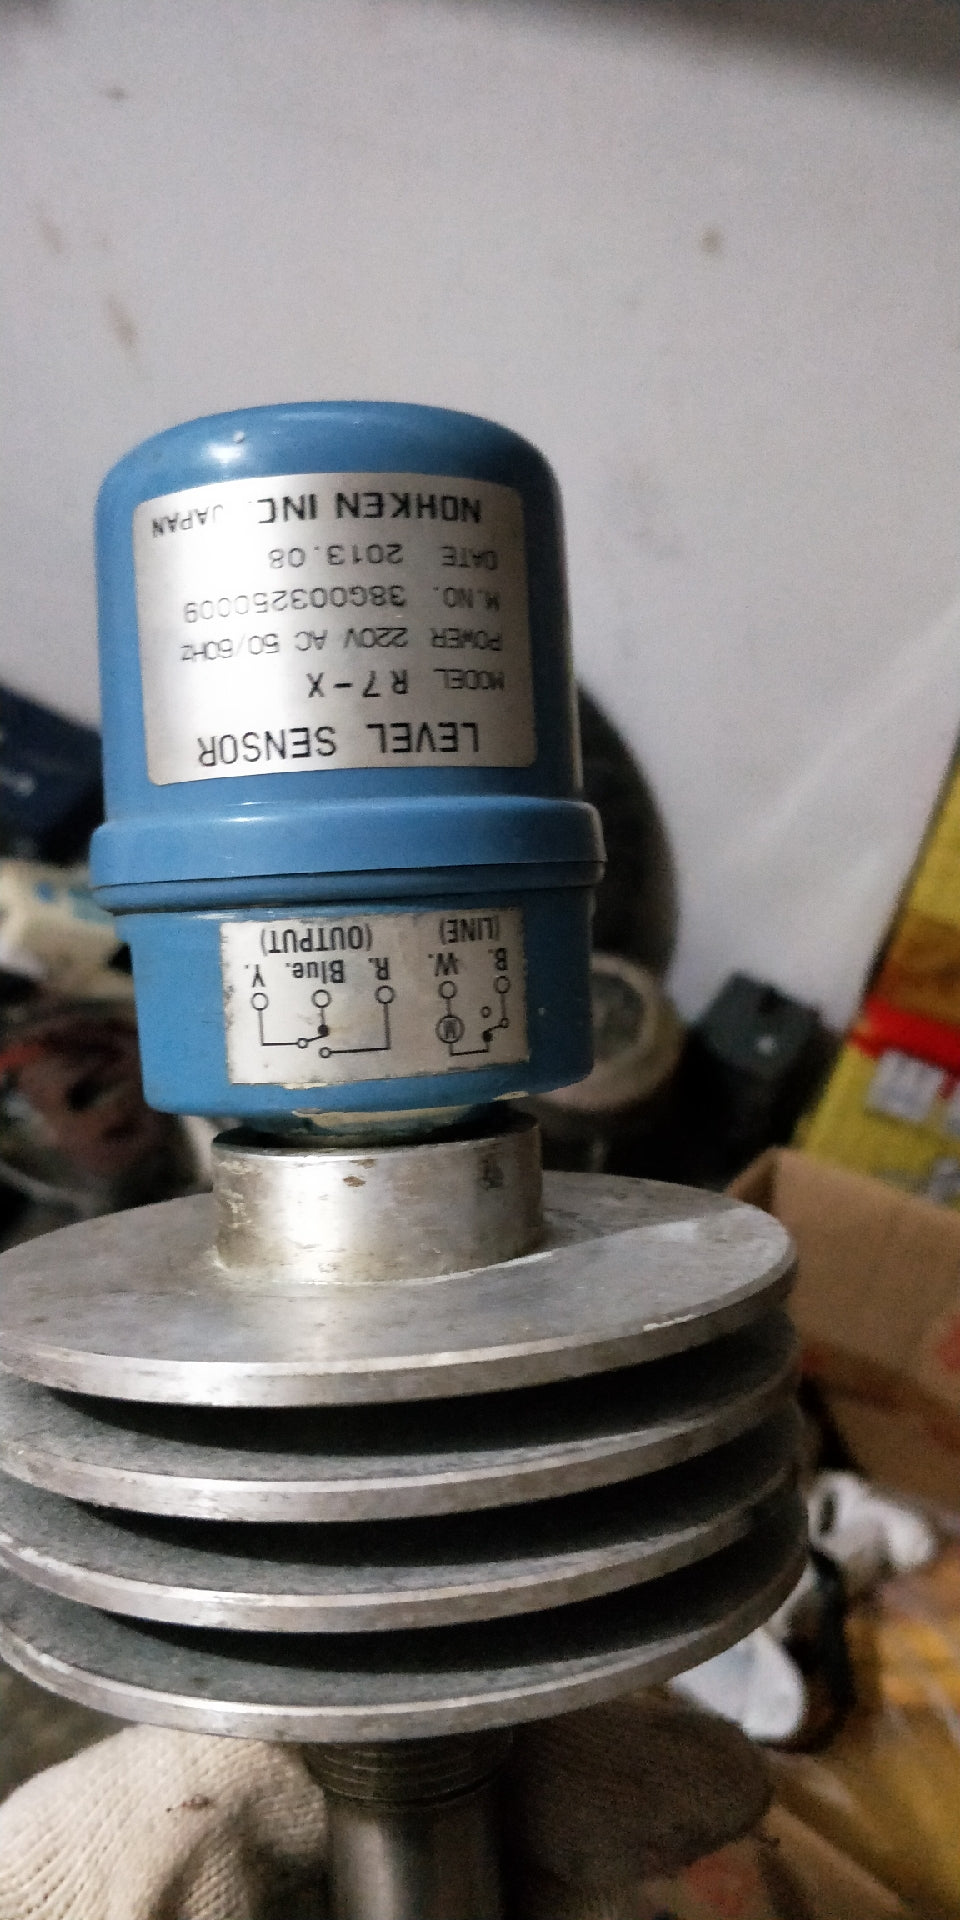 LEVEL SENSOR
MODEL R7-X
POWER 220V AC 50/60Hz
M.NO. 38G003250009
DATE 2013.08
NOHKEN INC. JAPAN
M
B. W. R. Blue. Y.
(LINE) (OUTPUT)